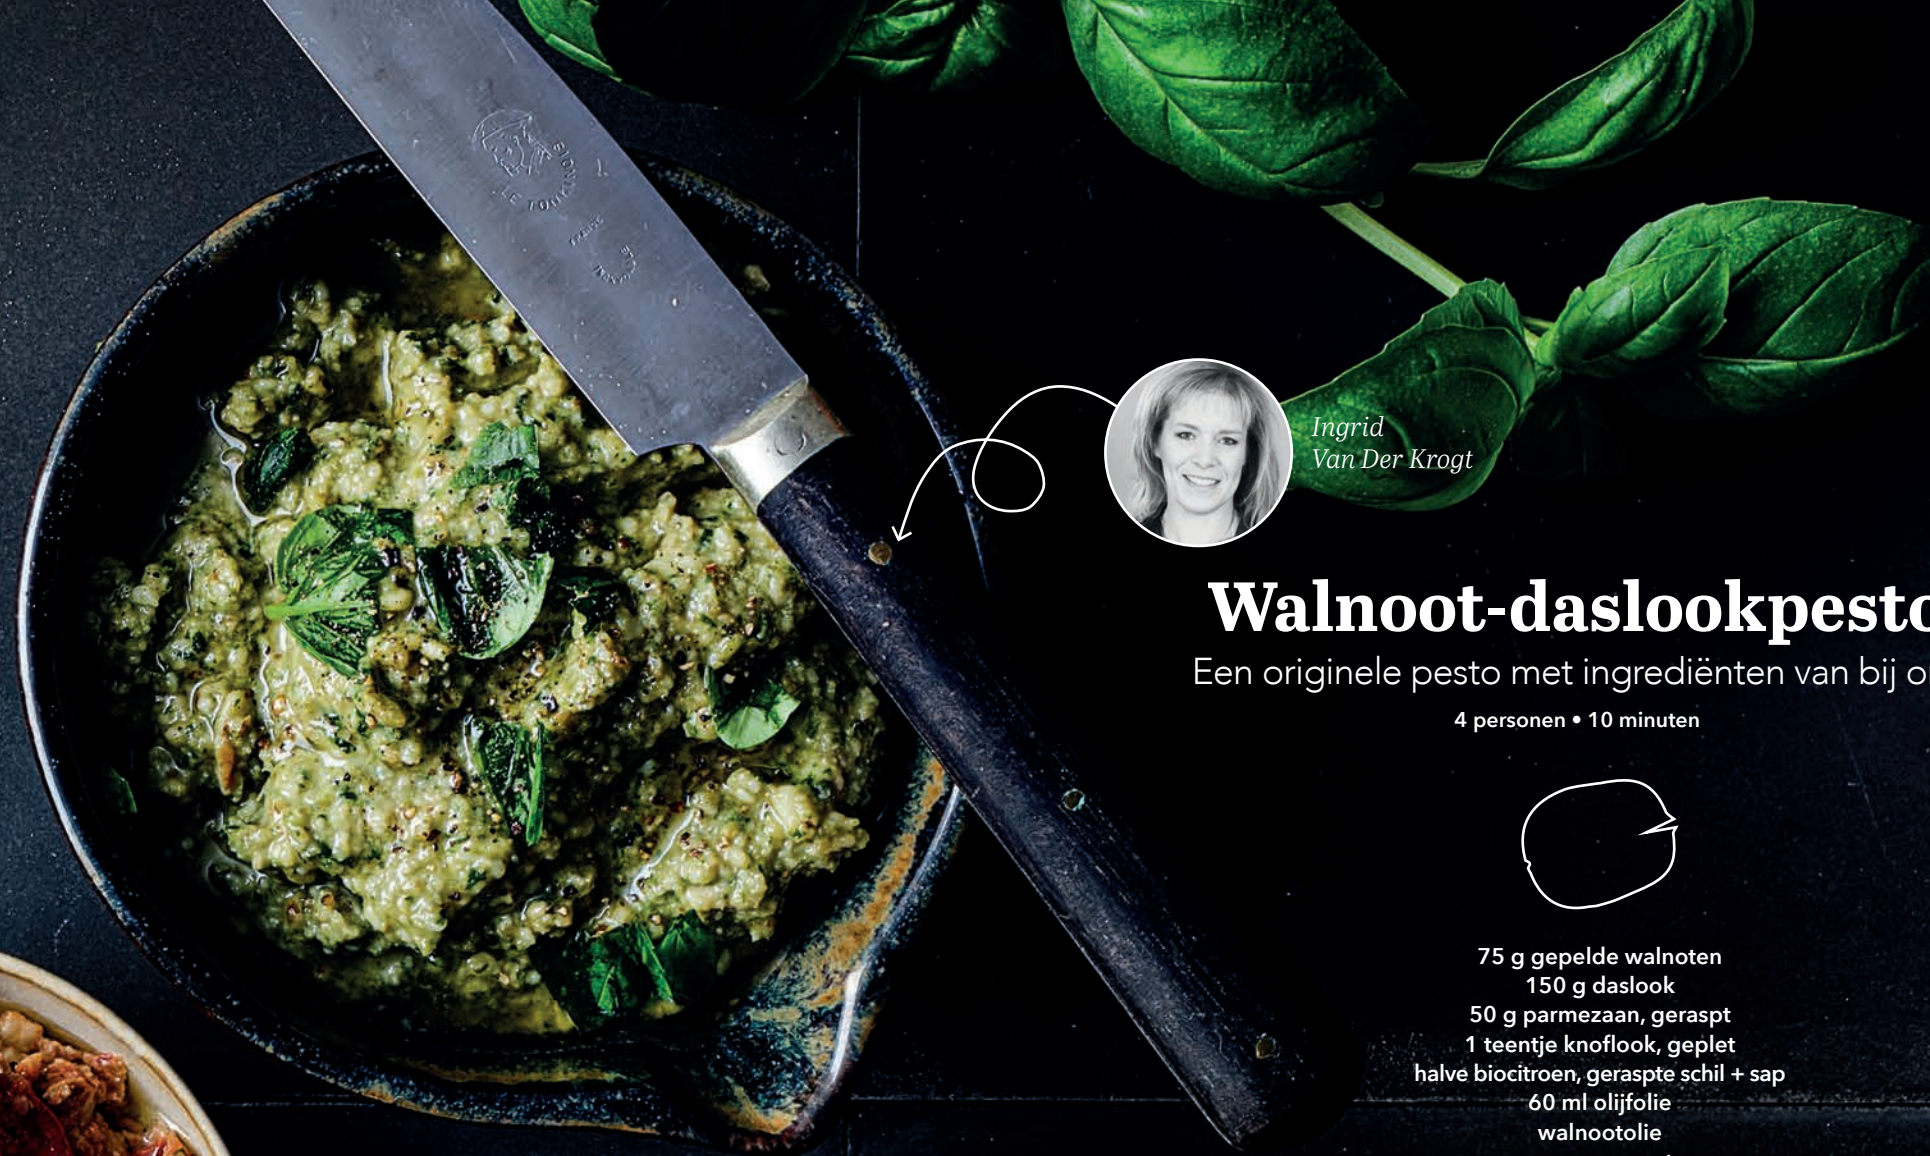 Ingrid
Van Der Krogt
Walnoot-daslookpesto
Een originele pesto met ingrediënten van bij
4 personen • 10 minuten
75 g gepelde walnoten
150 g daslook
50 g parmezaan, geraspt
1 teentje knoflook, geplet
halve biocitroen, geraspte schil + sap
60 ml olijfolie
walnootolie